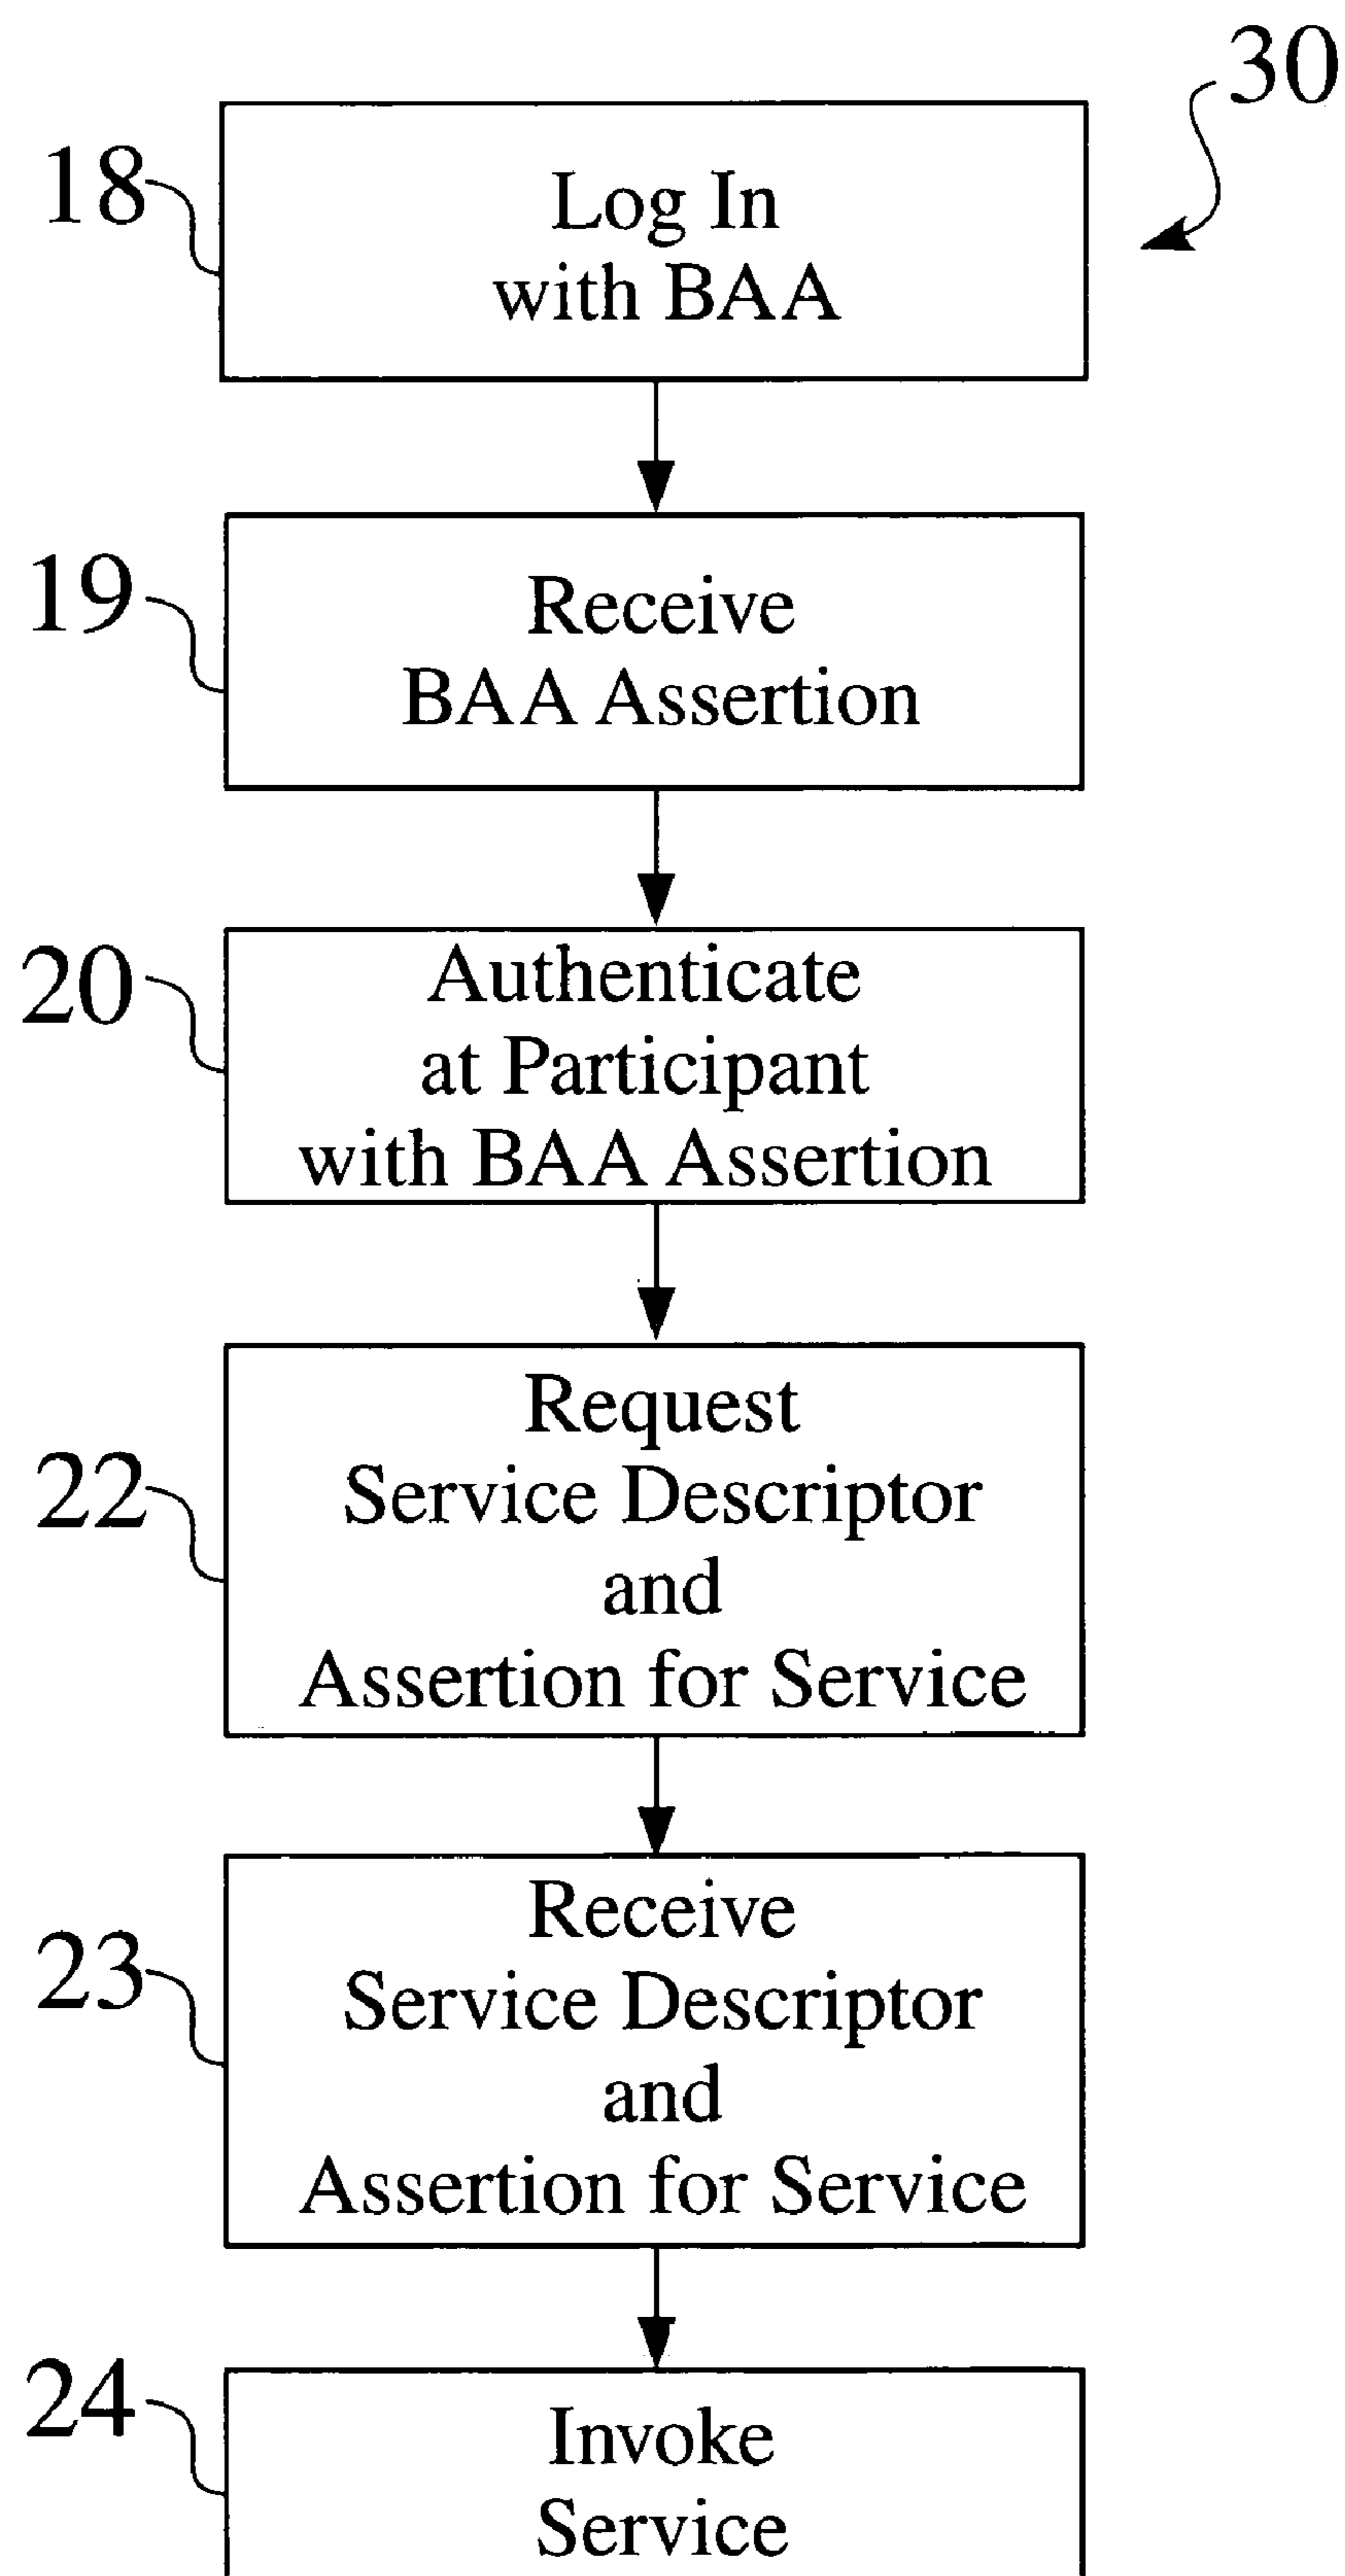 30
18
Log In
with BAA
19
Receive
BAA Assertion
20
Authenticate
at Participant
with BAA Assertion
22
Request
Service Descriptor
and
Assertion for Service
23
Receive
Service Descriptor
and
Assertion for Service
24
Invoke
Service